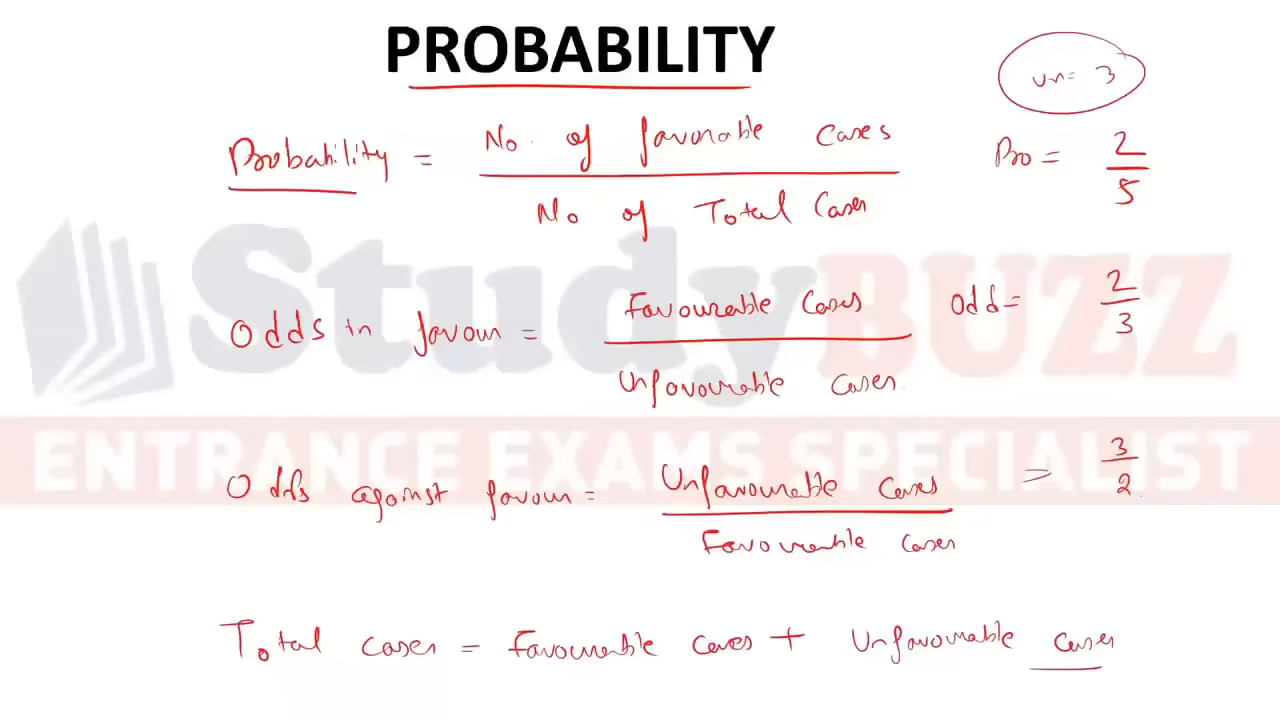 PROBABILITY
un= 3
Probability = No. of favorable cases / No of Total Cases
Pro = 2/5
Odds in favour = Favourable Cases / Unfavourable cases.
Odd= 2/3
StudyBUZZ
ENTRANCE EXAMS SPECIALIST
Odds against favour = Unfavourable cases / Favourable cases = 3/2
Total cases = Favourable cases + Unfavourable cases